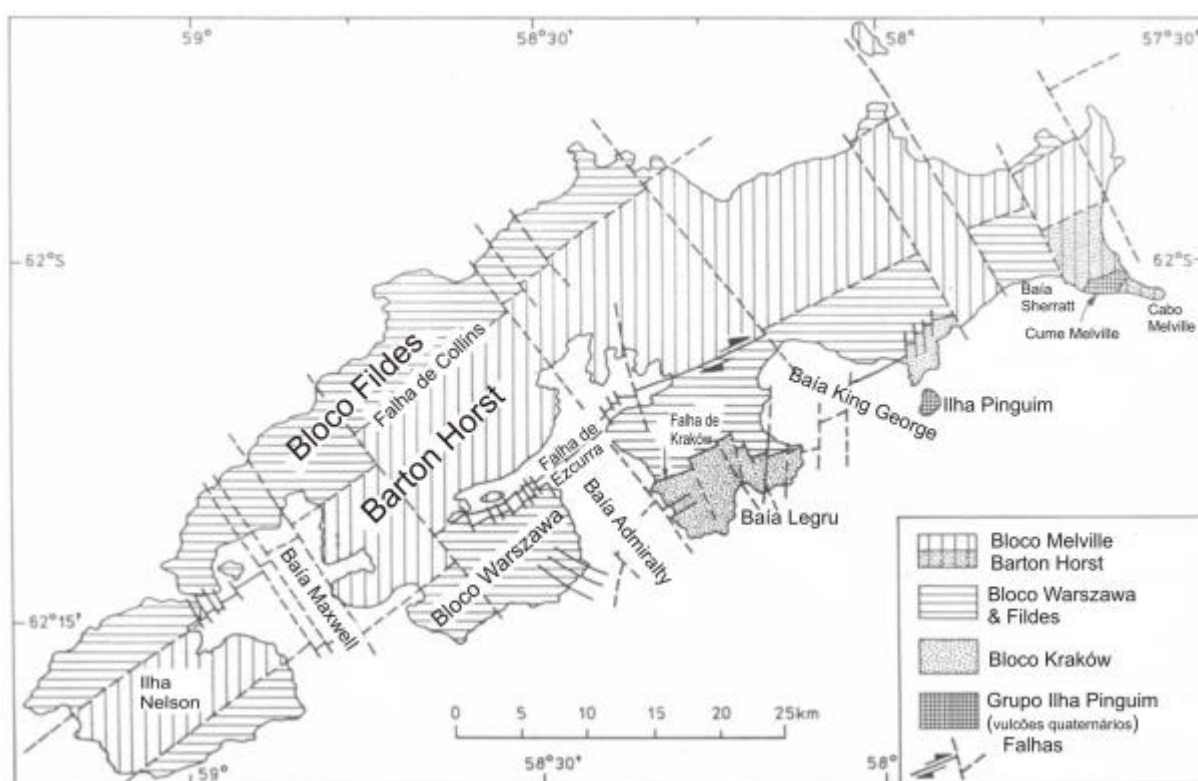 59°
58°30'
58°
57°30'
62°S
62°S
Baía
Sherratt
Cabo
Melville
Cume Melville
Bloco Fildes
Falha de Collins
Barton Horst
Baía King George
Ilha Pinguim
Falha de
Kraków
Falha de
Ezcurra
Baía Admiralty
Baía Legru
Bloco Warszawa
Baía Maxwell
62°15'
Ilha
Nelson
0 5 10 15 20 25km
59°
58°30'
58°
Bloco Melville
Barton Horst
Bloco Warszawa
& Fildes
Bloco Kraków
Grupo Ilha Pinguim
(vulcões quaternários)
Falhas